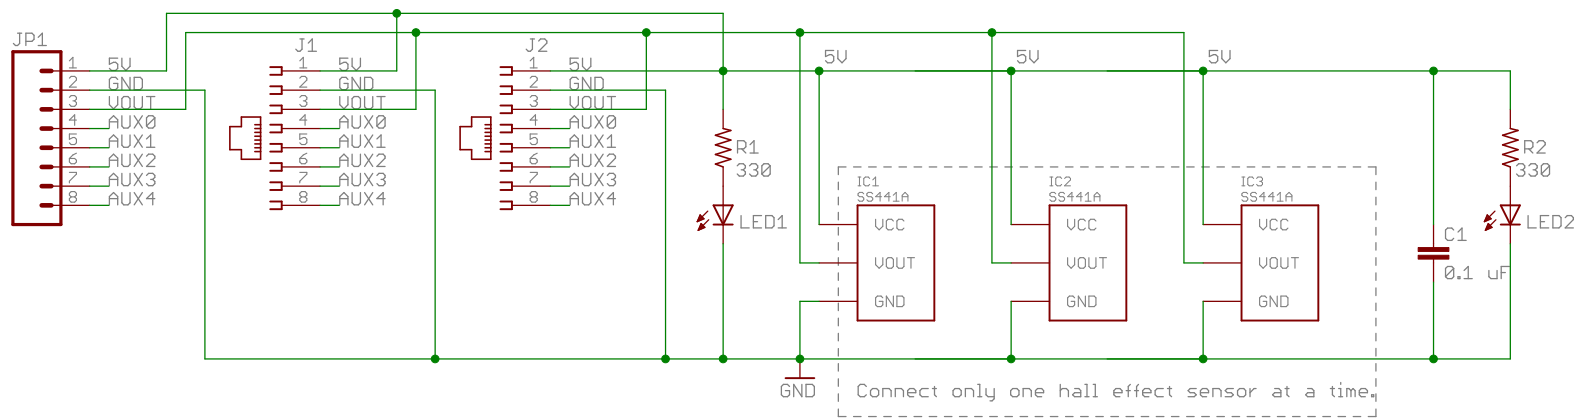 JP1
1 5V
2 GND
3 VOUT
4 AUX0
5 AUX1
6 AUX2
7 AUX3
8 AUX4
J1
1 5V
2 GND
3 VOUT
4 AUX0
5 AUX1
6 AUX2
7 AUX3
8 AUX4
J2
1 5V
2 GND
3 VOUT
4 AUX0
5 AUX1
6 AUX2
7 AUX3
8 AUX4
R1
330
LED1
5V
5V
5V
IC1
SS441A
VCC
VOUT
GND
IC2
SS441A
VCC
VOUT
GND
IC3
SS441A
VCC
VOUT
GND
C1
0.1 uF
R2
330
LED2
GND
Connect only one hall effect sensor at a time.